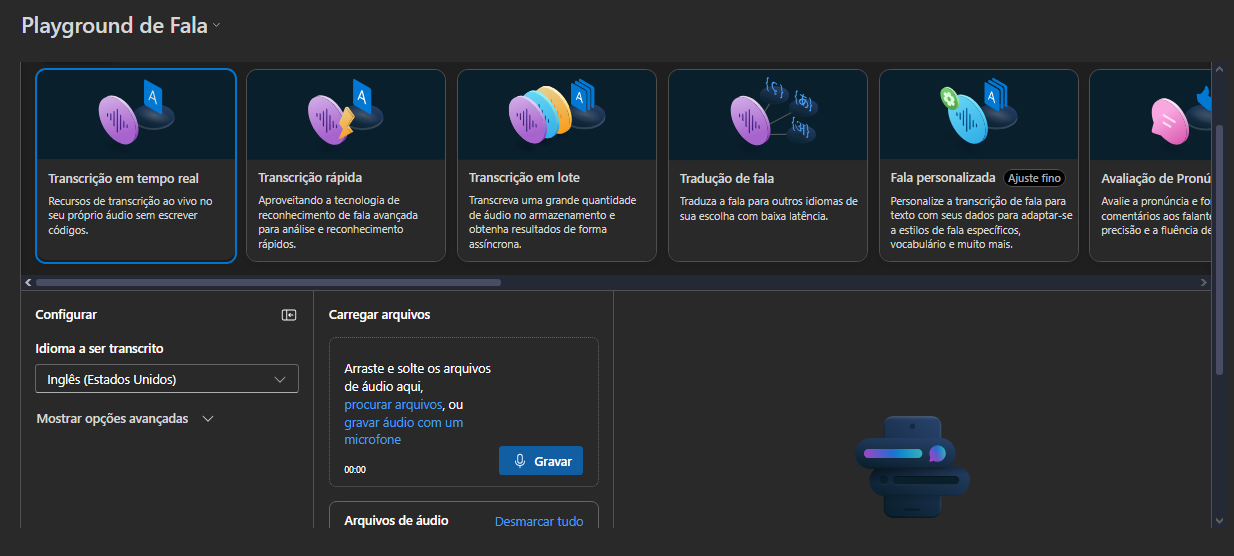 Playground de Fala
Transcrição em tempo real
Recursos de transcrição ao vivo no
seu próprio áudio sem escrever
códigos.
Transcrição rápida
Aproveitando a tecnologia de
reconhecimento de fala avançada
para análise e reconhecimento
rápidos.
Transcrição em lote
Transcreva uma grande quantidade
de áudio no armazenamento e
obtenha resultados de forma
assíncrona.
Tradução de fala
Traduza a fala para outros idiomas de
sua escolha com baixa latência.
Fala personalizada Ajuste fino
Personalize a transcrição de fala para
texto com seus dados para adaptar-se
a estilos de fala específicos,
vocabulário e muito mais.
Avaliação de Pronú
Avalie a pronúncia e fo
comentários aos falante
precisão e a fluência de
Configurar
Idioma a ser transcrito
Inglês (Estados Unidos)
Mostrar opções avançadas
Carregar arquivos
Arraste e solte os arquivos
de áudio aqui,
procurar arquivos, ou
gravar áudio com um
microfone
00:00
Gravar
Arquivos de áudio
Desmarcar tudo